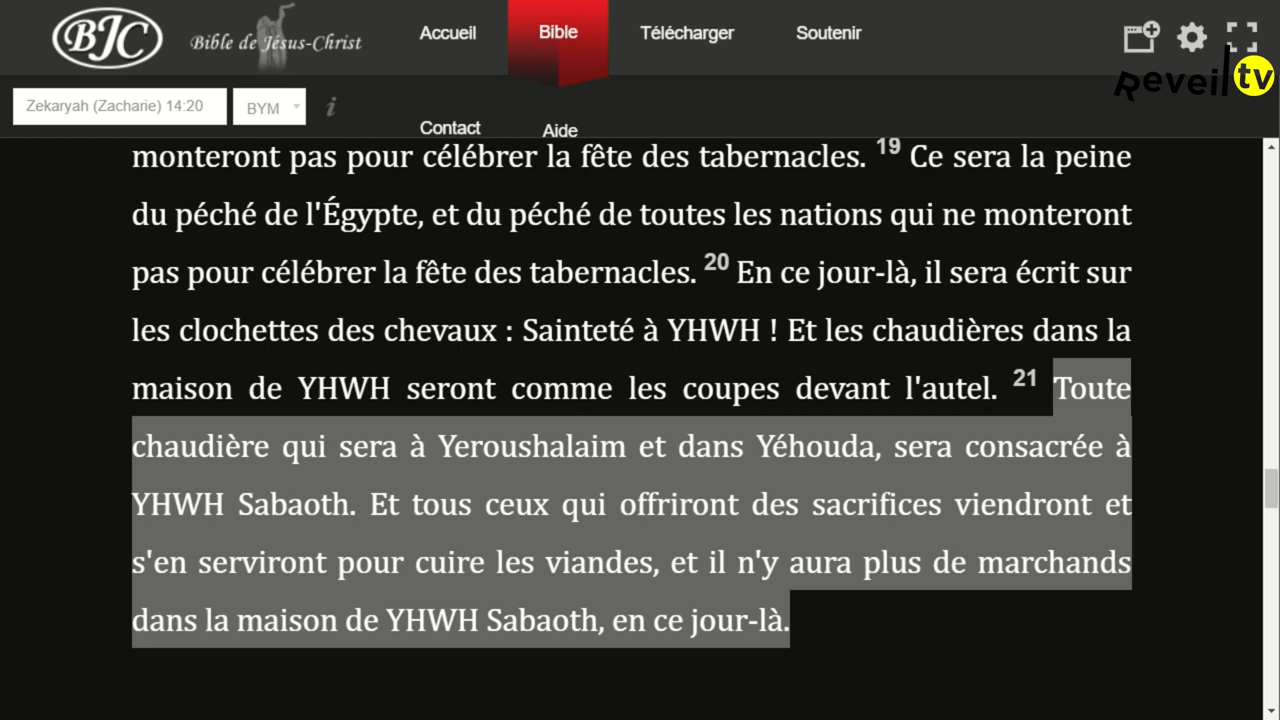 BJC
Bible de Jésus-Christ
Accueil
Bible
Télécharger
Soutenir
Reveil tv
Zekaryah (Zacharie) 14:20
BYM
i
Contact
Aide
monteront pas pour célébrer la fête des tabernacles. 19 Ce sera la peine
du péché de l'Égypte, et du péché de toutes les nations qui ne monteront
pas pour célébrer la fête des tabernacles. 20 En ce jour-là, il sera écrit sur
les clochettes des chevaux : Sainteté à YHWH ! Et les chaudières dans la
maison de YHWH seront comme les coupes devant l'autel. 21 Toute
chaudière qui sera à Yeroushalaim et dans Yéhouda, sera consacrée à
YHWH Sabaoth. Et tous ceux qui offriront des sacrifices viendront et
s'en serviront pour cuire les viandes, et il n'y aura plus de marchands
dans la maison de YHWH Sabaoth, en ce jour-là.